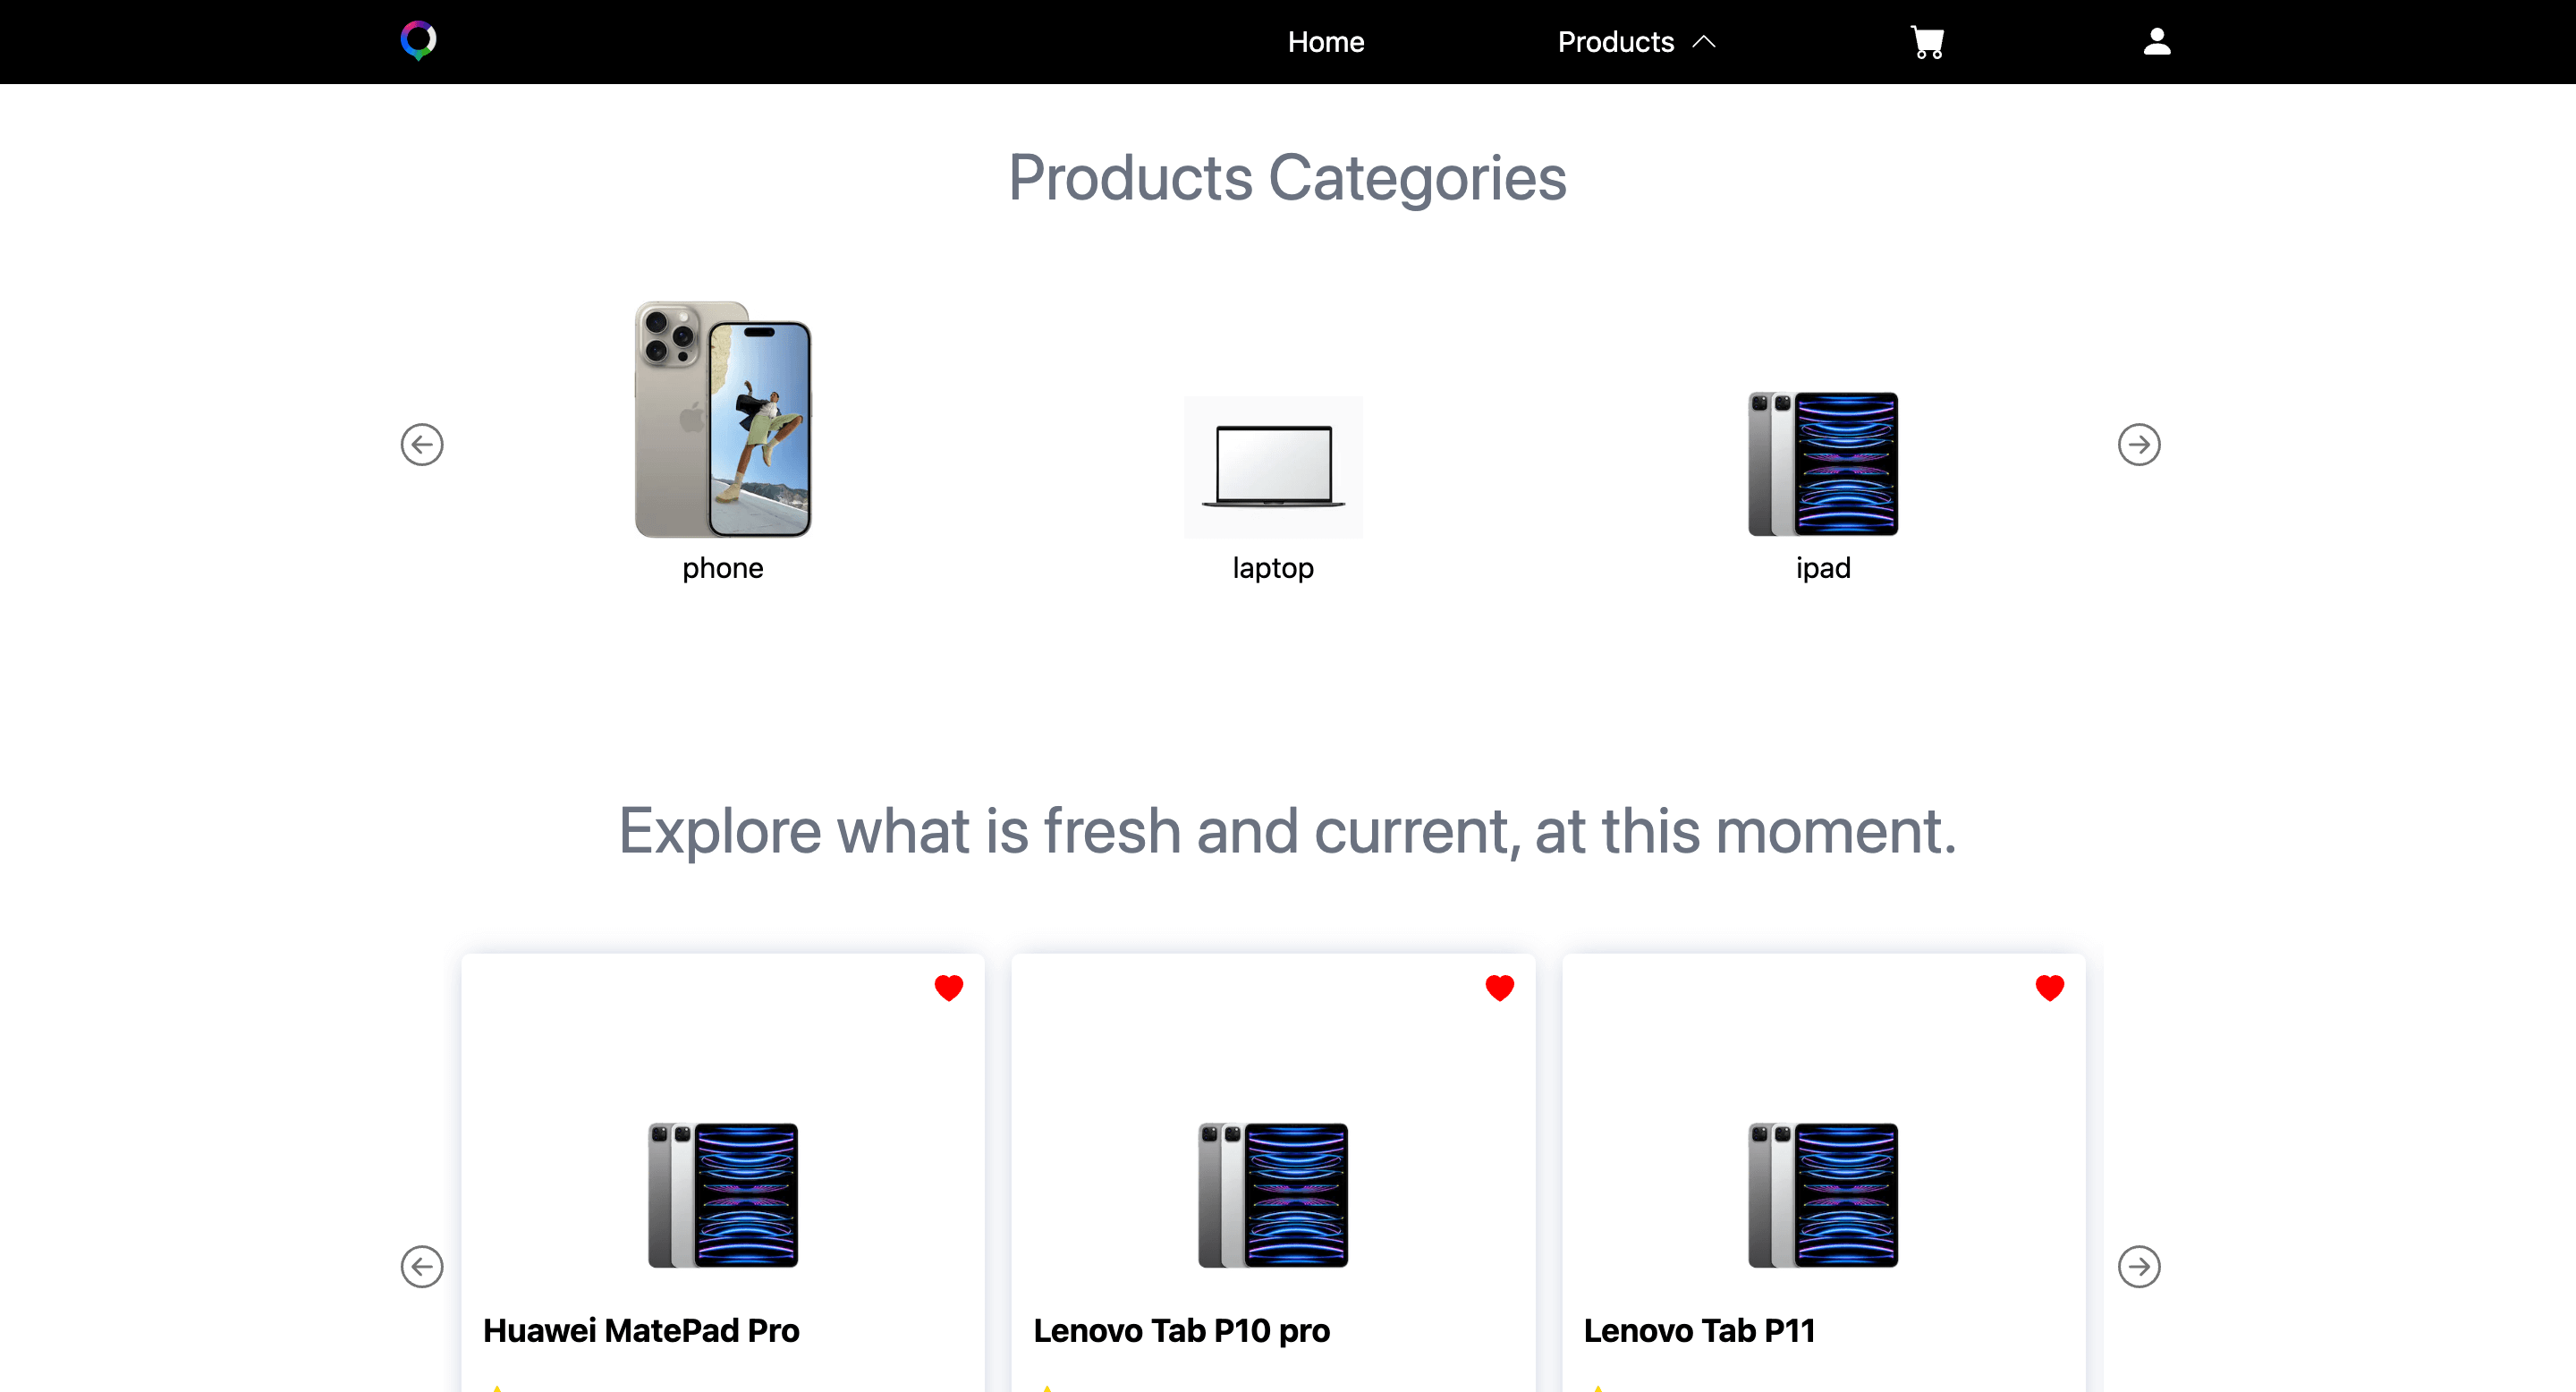 Home Products
Products Categories
phone laptop ipad
Explore what is fresh and current, at this moment.
Huawei MatePad Pro Lenovo Tab P10 pro Lenovo Tab P11